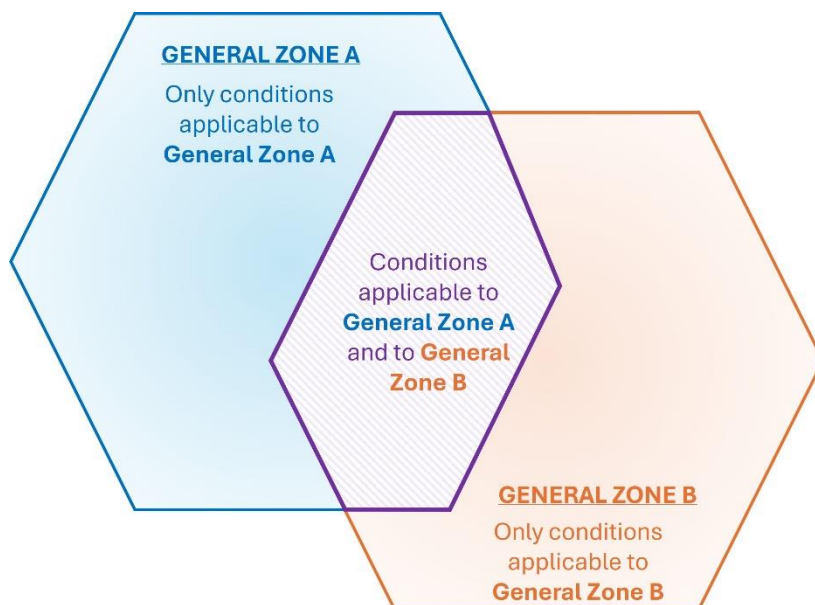 GENERAL ZONE A
Only conditions
applicable to
General Zone A
Conditions
applicable to
General Zone A
and to General
Zone B
GENERAL ZONE B
Only conditions
applicable to
General Zone B